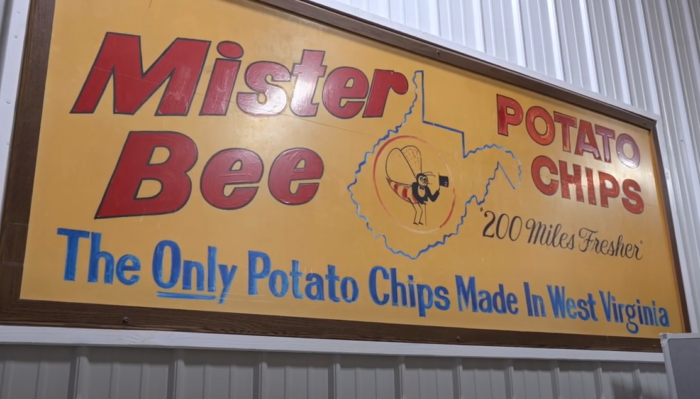 Mister
Bee
POTATO
CHIPS
"200 Miles Fresher"
The Only Potato Chips Made In West Virginia